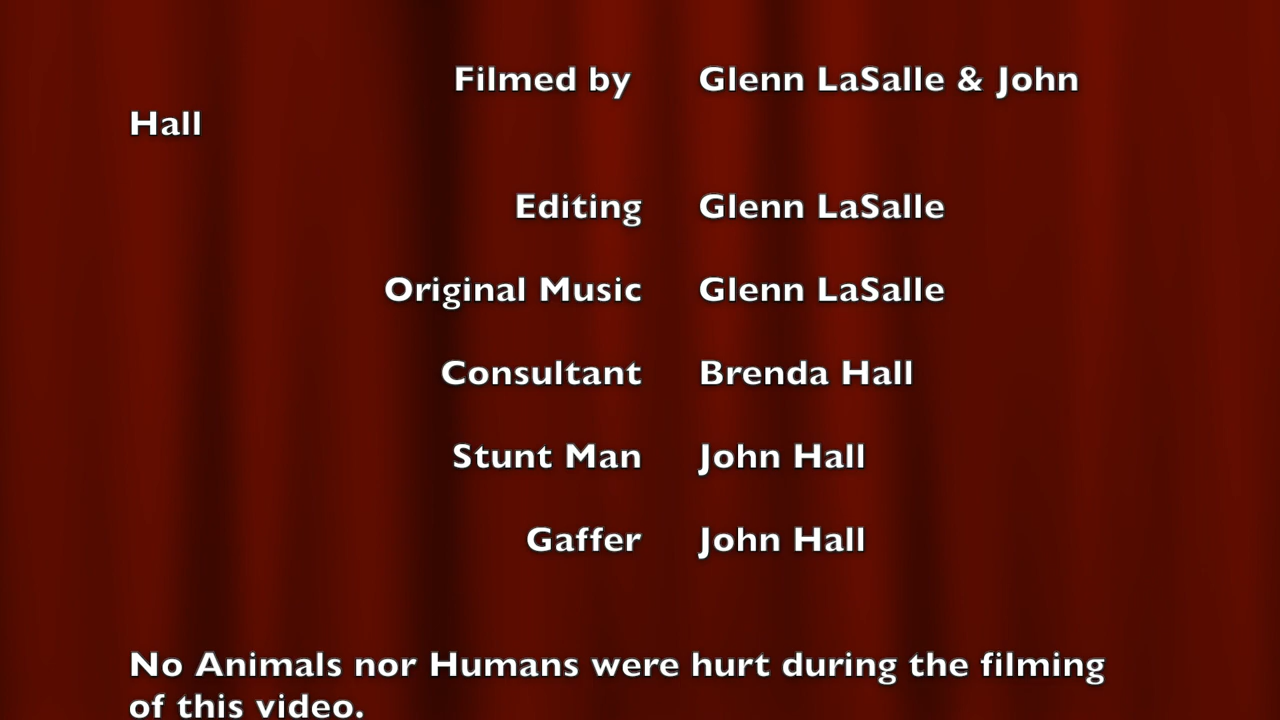 Filmed by Glenn LaSalle & John
Hall
Editing Glenn LaSalle
Original Music Glenn LaSalle
Consultant Brenda Hall
Stunt Man John Hall
Gaffer John Hall
No Animals nor Humans were hurt during the filming
of this video.